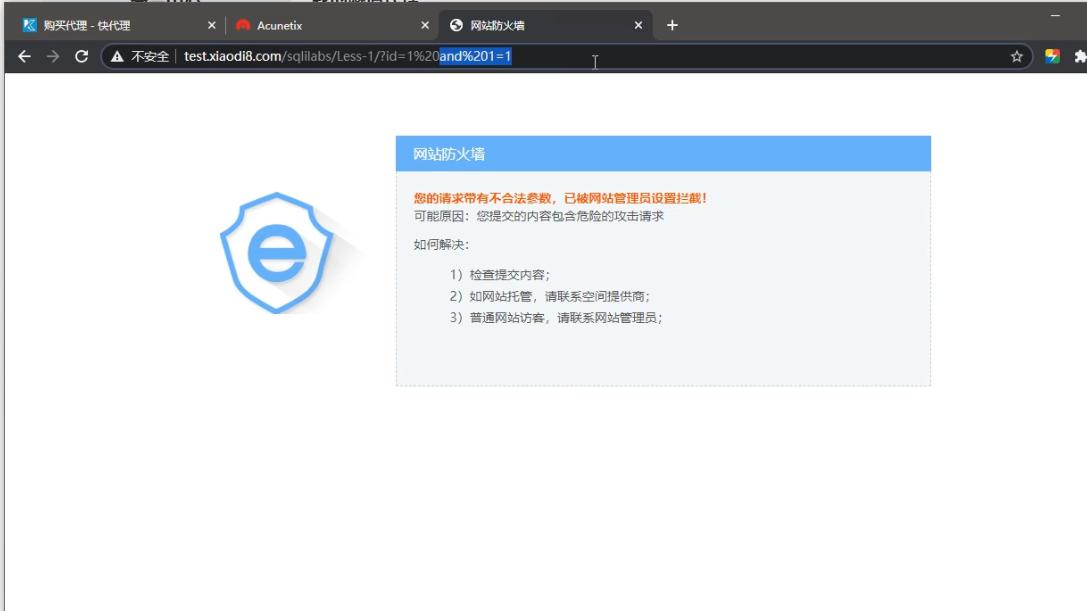 购买代理 - 快代理
Acunetix
网站防火墙
不安全
test.xiaodi8.com/sqlilabs/Less-1/?id=1%20and%201=1
网站防火墙
您的请求带有不合法参数，已被网站管理员设置拦截！
可能原因：您提交的内容包含危险的攻击请求
如何解决：
1）检查提交内容；
2）如网站托管，请联系空间提供商；
3）普通网站访客，请联系网站管理员；